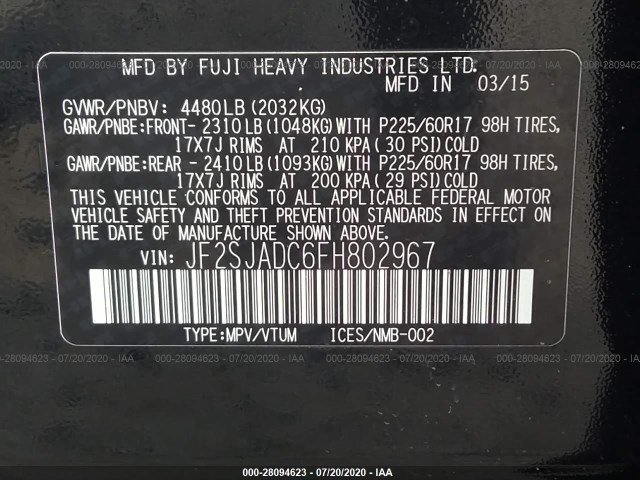 MFD BY FUJI HEAVY INDUSTRIES LTD.
MFD IN 03/15
GVWR/PNBV: 4480LB(2032KG)
GAWR/PNBE:FRONT- 2310LB(1048KG)WITH P225/60R17 98H TIRES,
17X7J RIMS AT 210 KPA( 30 PSI)COLD
GAWR/PNBE:REAR - 2410LB(1093KG)WITH P225/60R17 98H TIRES,
17X7J RIMS AT 200 KPA( 29 PSI)COLD
THIS VEHICLE CONFORMS TO ALL APPLICABLE FEDERAL MOTOR
VEHICLE SAFETY AND THEFT PREVENTION STANDARDS IN EFFECT ON
THE DATE OF MANUFACTURE SHOWN ABOVE.
VIN: JF2SJADC6FH802967
TYPE:MPV/VTUM ICES/NMB-002
000-28094623 - 07/20/2020 - IAA